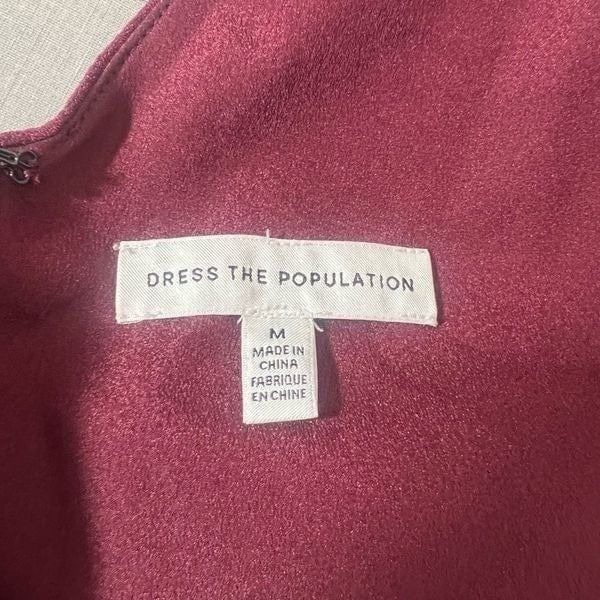 DRESS THE POPULATION
M
MADE IN
CHINA
FABRIQUE
EN CHINE